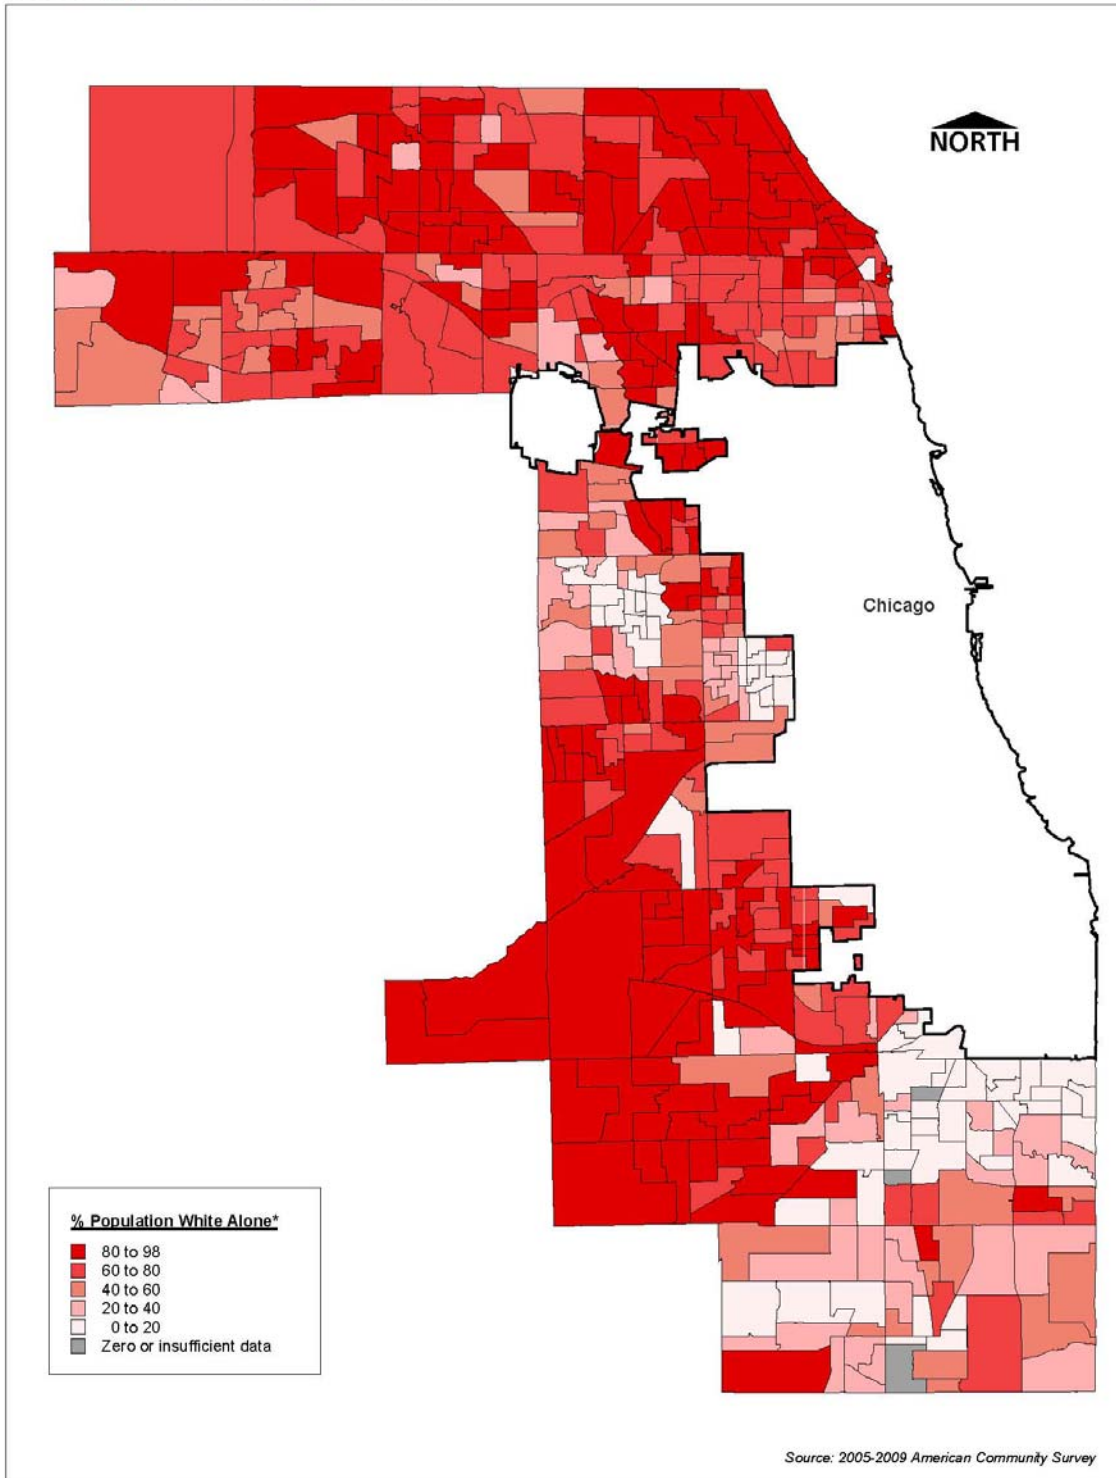 NORTH
Chicago
% Population White Alone*
80 to 98
60 to 80
40 to 60
20 to 40
0 to 20
Zero or insufficient data
Source: 2005-2009 American Community Survey